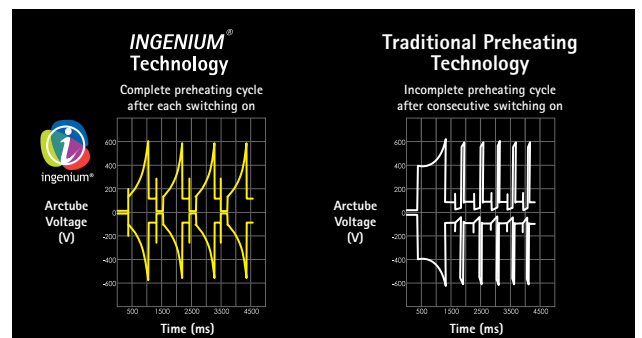 INGENIUM®
Technology
Complete preheating cycle
after each switching on
ingenium®
Arctube
Voltage
(V)
600
400
200
0
-200
-400
-600
500 1500 2500 3500 4500
Time (ms)
Traditional Preheating
Technology
Incomplete preheating cycle
after consecutive switching on
Arctube
Voltage
(V)
600
400
200
0
-200
-400
-600
500 1500 2500 3500 4500
Time (ms)